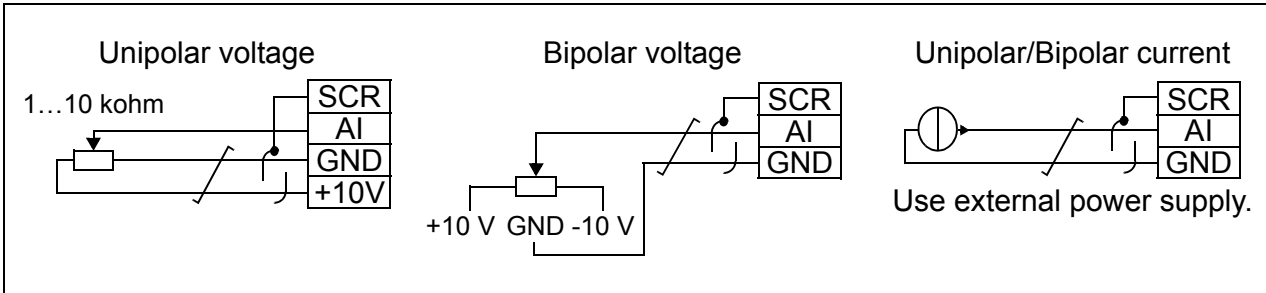 Unipolar voltage
1…10 kohm
SCR
AI
GND
+10V
Bipolar voltage
SCR
AI
GND
+10 V GND -10 V
Unipolar/Bipolar current
SCR
AI
GND
Use external power supply.